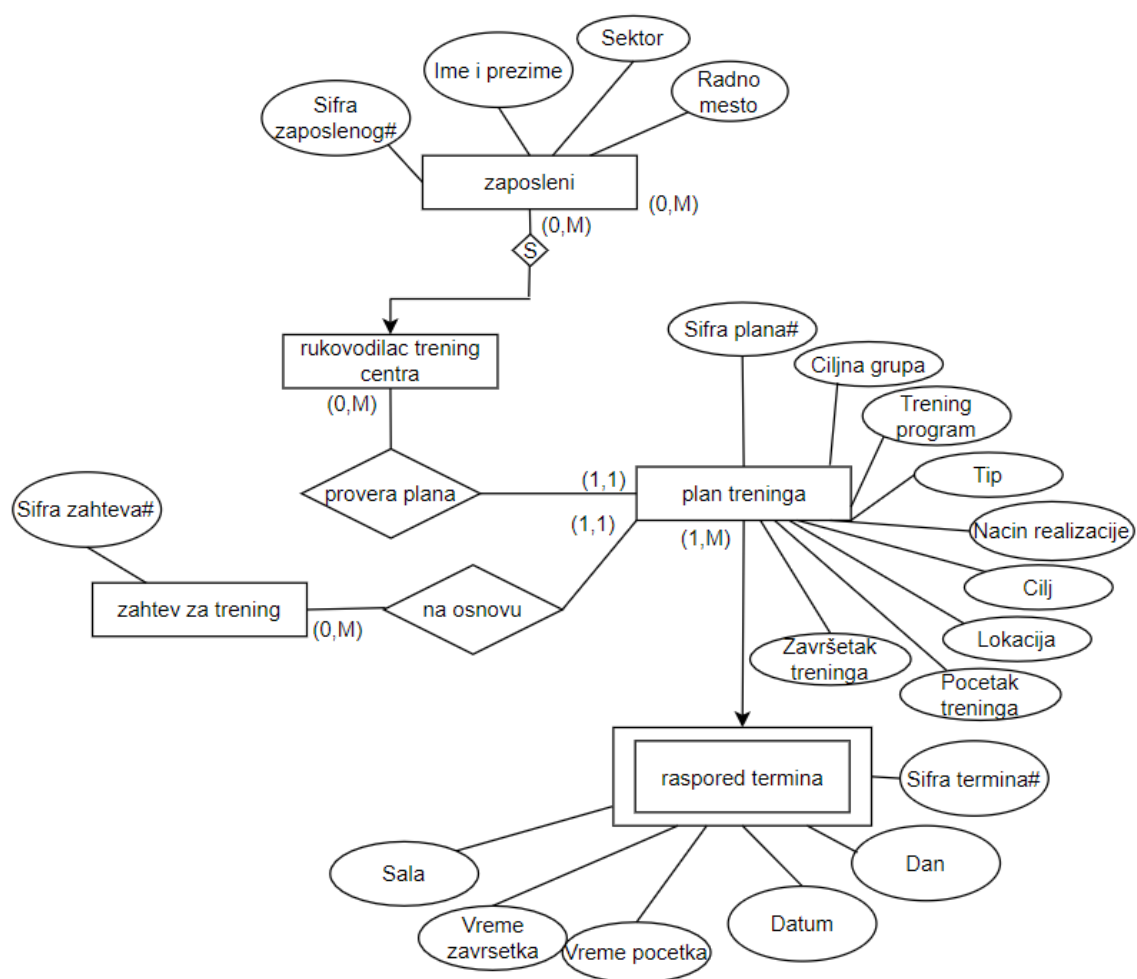 Sektor
Ime i prezime
Radno
mesto
Sifra
zaposlenog#
zaposleni
(0,M)
(0,M)
S
Sifra plana#
rukovodilac trening
centra
Ciljna grupa
(0,M)
Trening
program
Tip
provera plana
(1,1)
plan treninga
Sifra zahteva#
(1,1)
(1,M)
Nacin realizacije
Cilj
zahtev za trening
(0,M)
na osnovu
Lokacija
Završetak
treninga
Pocetak
treninga
raspored termina
Sifra termina#
Sala
Dan
Vreme
zavrsetka
Vreme pocetka
Datum